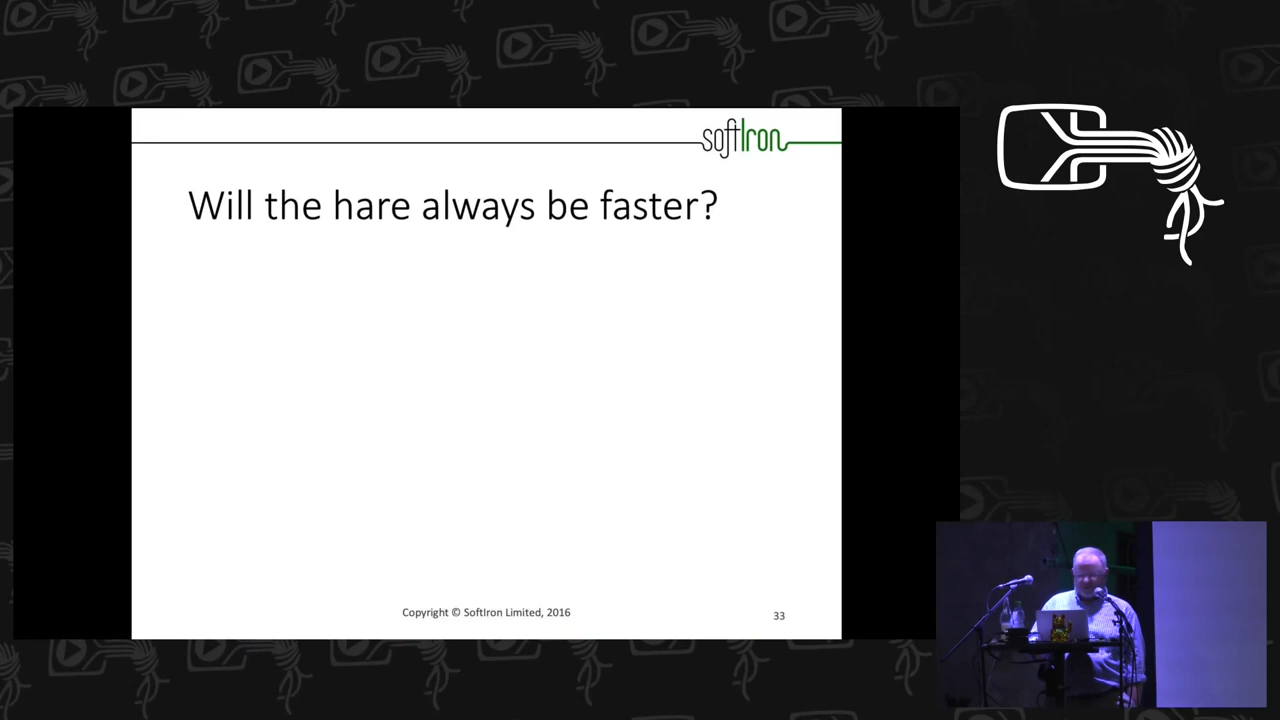 softIron
Will the hare always be faster?
Copyright © SoftIron Limited, 2016
33